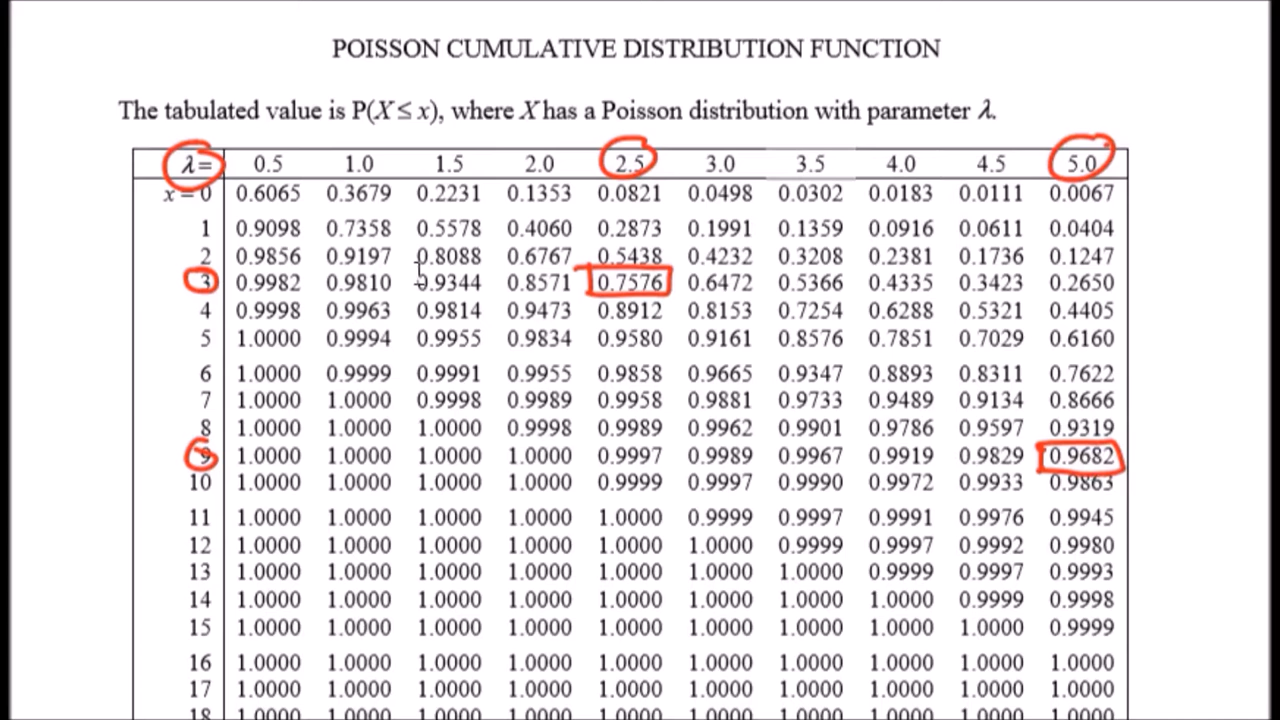 POISSON CUMULATIVE DISTRIBUTION FUNCTION
The tabulated value is P(X ≤ x), where X has a Poisson distribution with parameter λ.
λ= 0.5 1.0 1.5 2.0 2.5 3.0 3.5 4.0 4.5 5.0
x = 0 0.6065 0.3679 0.2231 0.1353 0.0821 0.0498 0.0302 0.0183 0.0111 0.0067
1 0.9098 0.7358 0.5578 0.4060 0.2873 0.1991 0.1359 0.0916 0.0611 0.0404
2 0.9856 0.9197 0.8088 0.6767 0.5438 0.4232 0.3208 0.2381 0.1736 0.1247
3 0.9982 0.9810 0.9344 0.8571 0.7576 0.6472 0.5366 0.4335 0.3423 0.2650
4 0.9998 0.9963 0.9814 0.9473 0.8912 0.8153 0.7254 0.6288 0.5321 0.4405
5 1.0000 0.9994 0.9955 0.9834 0.9580 0.9161 0.8576 0.7851 0.7029 0.6160
6 1.0000 0.9999 0.9991 0.9955 0.9858 0.9665 0.9347 0.8893 0.8311 0.7622
7 1.0000 1.0000 0.9998 0.9989 0.9958 0.9881 0.9733 0.9489 0.9134 0.8666
8 1.0000 1.0000 1.0000 0.9998 0.9989 0.9962 0.9901 0.9786 0.9597 0.9319
9 1.0000 1.0000 1.0000 1.0000 0.9997 0.9989 0.9967 0.9919 0.9829 0.9682
10 1.0000 1.0000 1.0000 1.0000 0.9999 0.9997 0.9990 0.9972 0.9933 0.9863
11 1.0000 1.0000 1.0000 1.0000 1.0000 0.9999 0.9997 0.9991 0.9976 0.9945
12 1.0000 1.0000 1.0000 1.0000 1.0000 1.0000 0.9999 0.9997 0.9992 0.9980
13 1.0000 1.0000 1.0000 1.0000 1.0000 1.0000 1.0000 0.9999 0.9997 0.9993
14 1.0000 1.0000 1.0000 1.0000 1.0000 1.0000 1.0000 1.0000 0.9999 0.9998
15 1.0000 1.0000 1.0000 1.0000 1.0000 1.0000 1.0000 1.0000 1.0000 0.9999
16 1.0000 1.0000 1.0000 1.0000 1.0000 1.0000 1.0000 1.0000 1.0000 1.0000
17 1.0000 1.0000 1.0000 1.0000 1.0000 1.0000 1.0000 1.0000 1.0000 1.0000
18 1.0000 1.0000 1.0000 1.0000 1.0000 1.0000 1.0000 1.0000 1.0000 1.0000